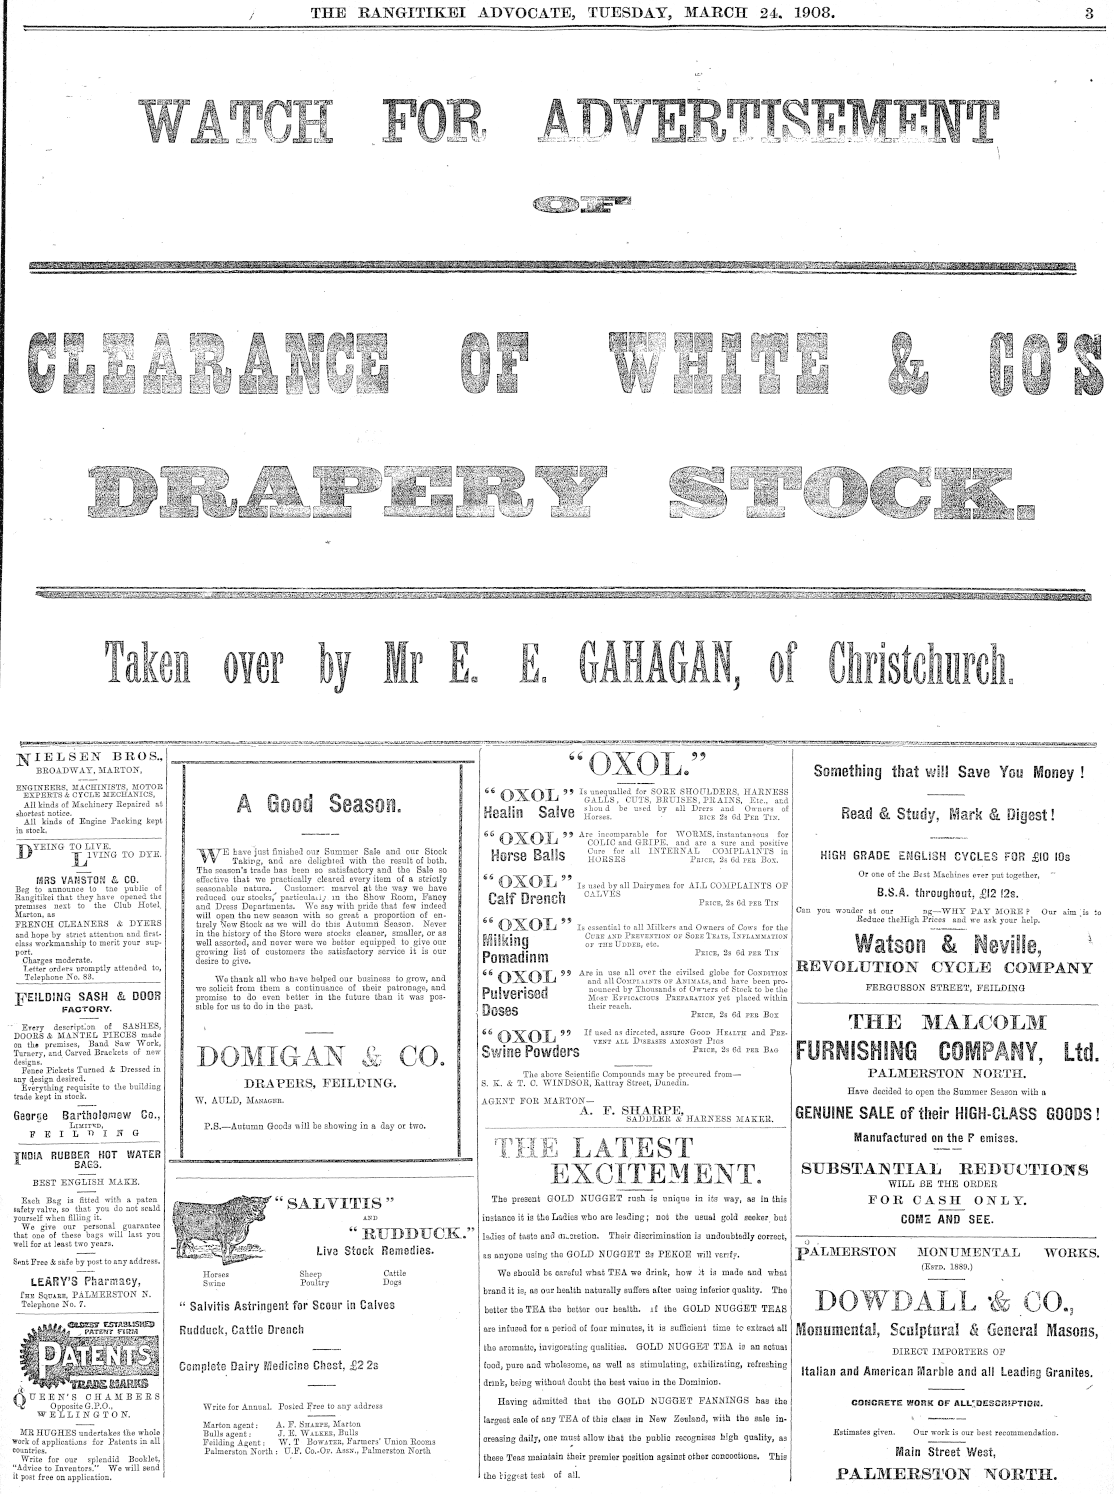 THE RANGITIKEI ADVOCATE, TUESDAY, MARCH 24, 1908.
3
WATCH FOR ADVERTISEMENT
OF
CLEARANCE OF WHITE & CO'S
DRAPERY STOCK.
Taken over by Mr E. E. GAHAGAN, of Christchurch.
NIELSEN BROS.,
BROADWAY, MARTON,
ENGINEERS, MACHINISTS, MOTOR
EXPERTS & CYCLE MECHANICS,
All kinds of Machinery Repaired at
shortest notice.
All kinds of Engine Packing kept
in stock.
DYEING TO LIVE.
LIVING TO DYE.
MRS VANSTON & CO.
Beg to announce to the public of
Rangitikei that they have opened the
premises next to the Club Hotel,
Marton, as
FRENCH CLEANERS & DYERS
and hope by strict attention and first-
class workmanship to merit your sup-
port.
Charges moderate.
Letter orders promptly attended to,
Telephone No. 83.
FEILDING SASH & DOOR
FACTORY.
Every description of SASHES,
DOORS & MANTEL PIECES made
on the premises, Band Saw Work,
Turnery, and Carved Brackets of new
designs.
Fence Pickets Turned & Dressed in
any design desired.
Everything requisite to the building
trade kept in stock.
George Bartholomew Co.,
LIMITED,
FEILDING
INDIA RUBBER HOT WATER
BAGS.
BEST ENGLISH MAKE.
Each Bag is fitted with a paten
safety valve, so that you do not scald
yourself when filling it.
We give our personal guarantee
that one of these bags will last you
well for at least two years.
Sent Free & safe by post to any address.
LEARY'S Pharmacy,
THE SQUARE, PALMERSTON N.
Telephone No. 7.
OLDEST ESTABLISHED
PATENT FIRM
PATENTS
TRADE MARKS
QUEEN'S CHAMBERS
Opposite G.P.O.,
WELLINGTON.
MR HUGHES undertakes the whole
work of applications for Patents in all
countries.
Write for our splendid Booklet,
"Advice to Inventors." We will send
it post free on application.
A Good Season.
WE have just finished our Summer Sale and our Stock
Taking, and are delighted with the result of both.
The season's trade has been so satisfactory and the Sale so
effective that we practically cleared every item of a strictly
seasonable nature. Customers marvel at the way we have
reduced our stocks, particularly in the Show Room, Fancy
and Dress Departments. We say with pride that few indeed
will open the new season with so great a proportion of en-
tirely New Stock as we will do this Autumn Season. Never
in the history of the Store were stocks cleaner, smaller, or as
well assorted, and never were we better equipped to give our
growing list of customers the satisfactory service it is our
desire to give.
We thank all who have helped our business to grow, and
we solicit from them a continuance of their patronage, and
promise to do even better in the future than it was pos-
sible for us to do in the past.
DOMIGAN & CO.
DRAPERS, FEILDING.
W. AULD, MANAGER.
P.S.—Autumn Goods will be showing in a day or two.
"SALVITIS"
AND
"RUDDUCK."
Live Stock Remedies.
Horses Sheep Cattle
Swine Poultry Dogs
"Salvitis Astringent for Scour in Calves
Rudduck, Cattle Drench
Complete Dairy Medicine Chest, £2 2s
Write for Annual. Posted Free to any address
Marton agent: A. F. SHARPE, Marton
Bulls agent: J. E. WALKER, Bulls
Feilding Agent: W. T BOWATER, Farmers' Union Rooms
Palmerston North: U.F. CO.-OP. ASSN., Palmerston North
"OXOL."
"OXOL" Healin Salve
Is unequalled for SORE SHOULDERS, HARNESS
GALLS, CUTS, BRUISES, PRAINS, Etc., and
should be used by all Drers and Owners of
Horses. RICE 2s 6d PER TIN.
"OXOL" Horse Balls
Are incomparable for WORMS, instantaneous for
COLIC and GRIPE, and are a sure and positive
Cure for all INTERNAL COMPLAINTS in
HORSES PRICE, 2s 6d PER BOX.
"OXOL" Calf Drench
Is used by all Dairymen for ALL COMPLAINTS OF
CALVES
PRICE, 2s 6d PER TIN
"OXOL" Milking Pomadinm
Is essential to all Milkers and Owners of Cows for the
CURE AND PREVENTION OF SORE TEATS, INFLAMMATION
OF THE UDDER, etc.
PRICE, 2s 6d PER TIN
"OXOL" Pulverised Doses
Are in use all over the civilsed globe for CONDITION
and all COMPLAINTS OF ANIMALS, and have been pro-
nounced by Thousands of Owners of Stock to be the
MOST EFFICACIOUS PREPARATION yet placed within
their reach.
PRICE, 2s 6d PER BOX
"OXOL" Swine Powders
If used as directed, assure GOOD HEALTH and PRE-
VENT ALL DISEASES AMONGST PIGS
PRICE, 2s 6d PER BAG
The above Scientific Compounds may be procured from—
S. K. & T. C. WINDSOR, Rattray Street, Dunedin.
AGENT FOR MARTON—
A. F. SHARPE,
SADDLER & HARNESS MAKER.
THE LATEST
EXCITEMENT.
The present GOLD NUGGET rush is unique in its way, as in this
instance it is the Ladies who are leading; not the usual gold seeker but
ladies of taste and discretion. Their discrimination is undoubtedly correct,
as anyone using the GOLD NUGGET 2s PEKOE will verify.
We should be careful what TEA we drink, how it is made and what
brand it is, as our health naturally suffers after using inferior quality. The
better the TEA the better our health. If the GOLD NUGGET TEAS
are infused for a period of four minutes, it is sufficient time to extract all
the aromatic, invigorating qualities. GOLD NUGGET TEA is an actual
food, pure and wholesome, as well as stimulating, exhilirating, refreshing
drink, being without doubt the best value in the Dominion.
Having admitted that the GOLD NUGGET FANNINGS has the
largest sale of any TEA of this class in New Zealand, with the sale in-
creasing daily, one must allow that the public recognises high quality, as
these Teas maintain their premier position against other concoctions. This
the biggest test of all.
Something that will Save You Money!
Read & Study, Mark & Digest!
HIGH GRADE ENGLISH CYCLES FOR £10 10s
Or one of the Best Machines ever put together,
B.S.A. throughout, £12 12s.
Can you wonder at our ng—WHY PAY MORE? Our aim is to
Reduce the High Prices and we ask your help.
Watson & Neville,
REVOLUTION CYCLE COMPANY
FERGUSSON STREET, FEILDING
THE MALCOLM
FURNISHING COMPANY, Ltd.
PALMERSTON NORTH.
Have decided to open the Summer Season with a
GENUINE SALE of their HIGH-CLASS GOODS!
Manufactured on the P emises.
SUBSTANTIAL REDUCTIONS
WILL BE THE ORDER
FOR CASH ONLY.
COME AND SEE.
PALMERSTON MONUMENTAL WORKS.
(ESTD. 1889.)
DOWDALL & CO.,
Monumental, Sculptural & General Masons,
DIRECT IMPORTERS OF
Italian and American Marble and all Leading Granites.
CONCRETE WORK OF ALL DESCRIPTION.
Estimates given. Our work is our best recommendation.
Main Street West,
PALMERSTON NORTH.